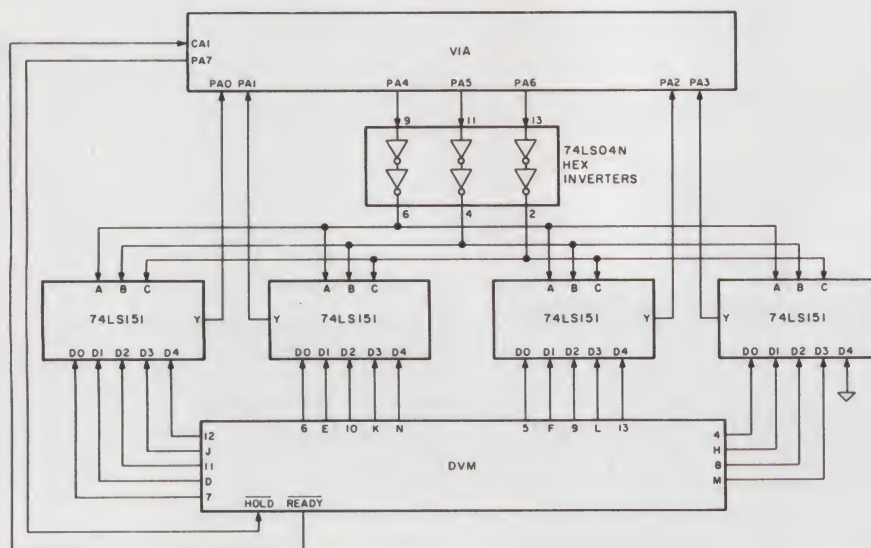 CA1
VIA
PA7
PA0 PA1 PA4 PA5 PA6 PA2 PA3
9 11 13
74LS04N
HEX
INVERTERS
6 4 2
A B C A B C A B C A B C
74LS151 Y Y 74LS151 74LS151 Y Y 74LS151
D0 D1 D2 D3 D4 D0 D1 D2 D3 D4 D0 D1 D2 D3 D4 D0 D1 D2 D3 D4
6 E 10 K N 5 F 9 L 13
12 4
J H
11 DVM 8
D M
7
HOLD READY